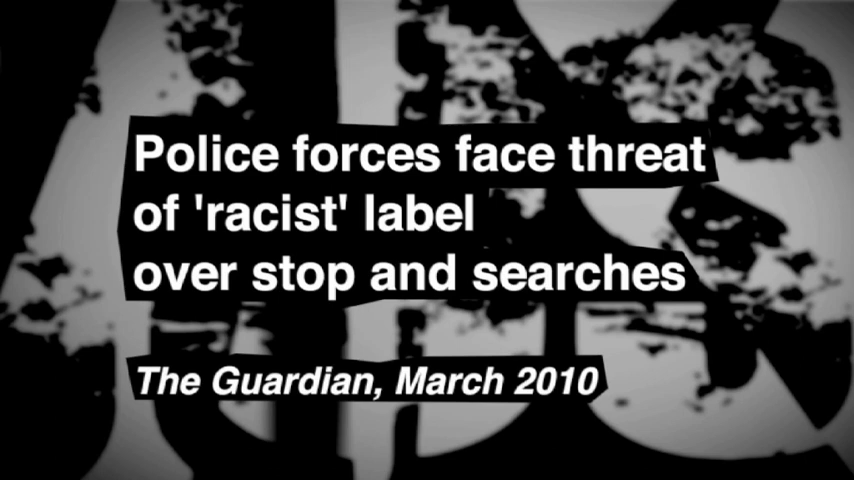 Police forces face threat
of 'racist' label
over stop and searches
The Guardian, March 2010